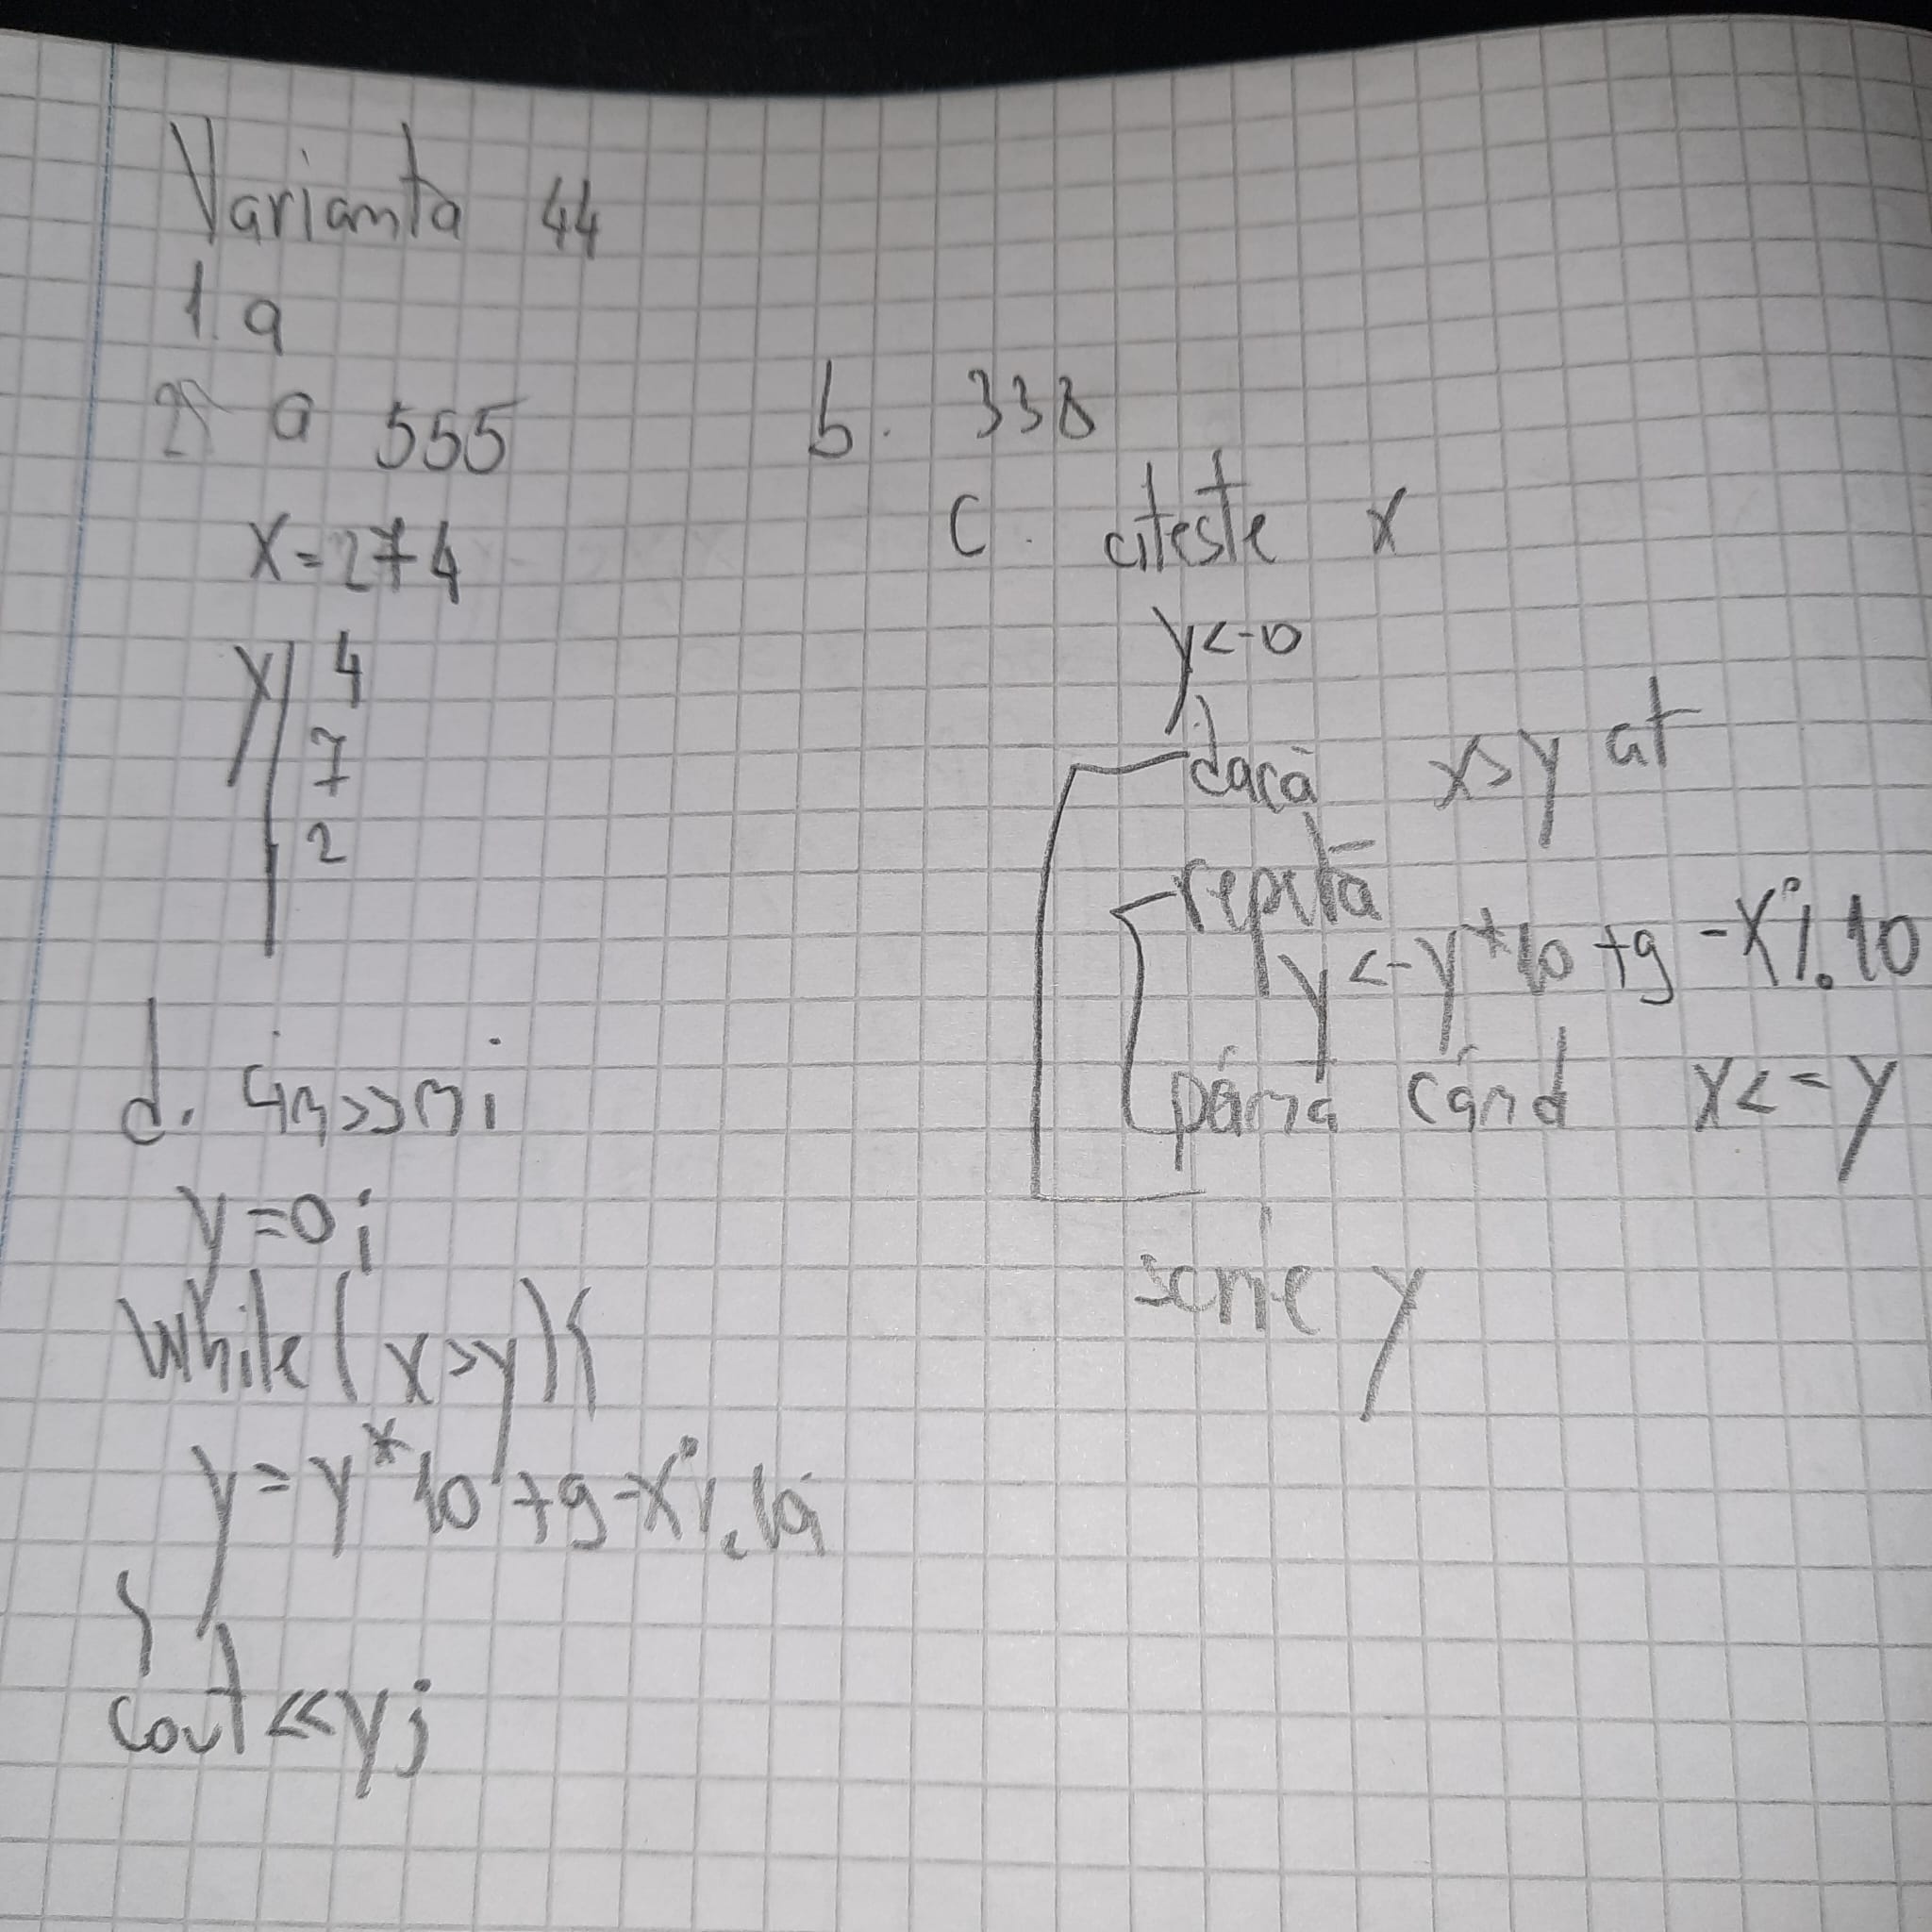 Varianta 44
1. a
2. a 555
x=274
y 4
7
2
b. 338
c. citeste x
y<-0
dacă x>y at
repetă
y<-y*10+9-x%10
până când x<=y
scrie y
d. cin>>n;
y=0;
while(x>y){
y=y*10+9-x%10;
}
cout<<y;